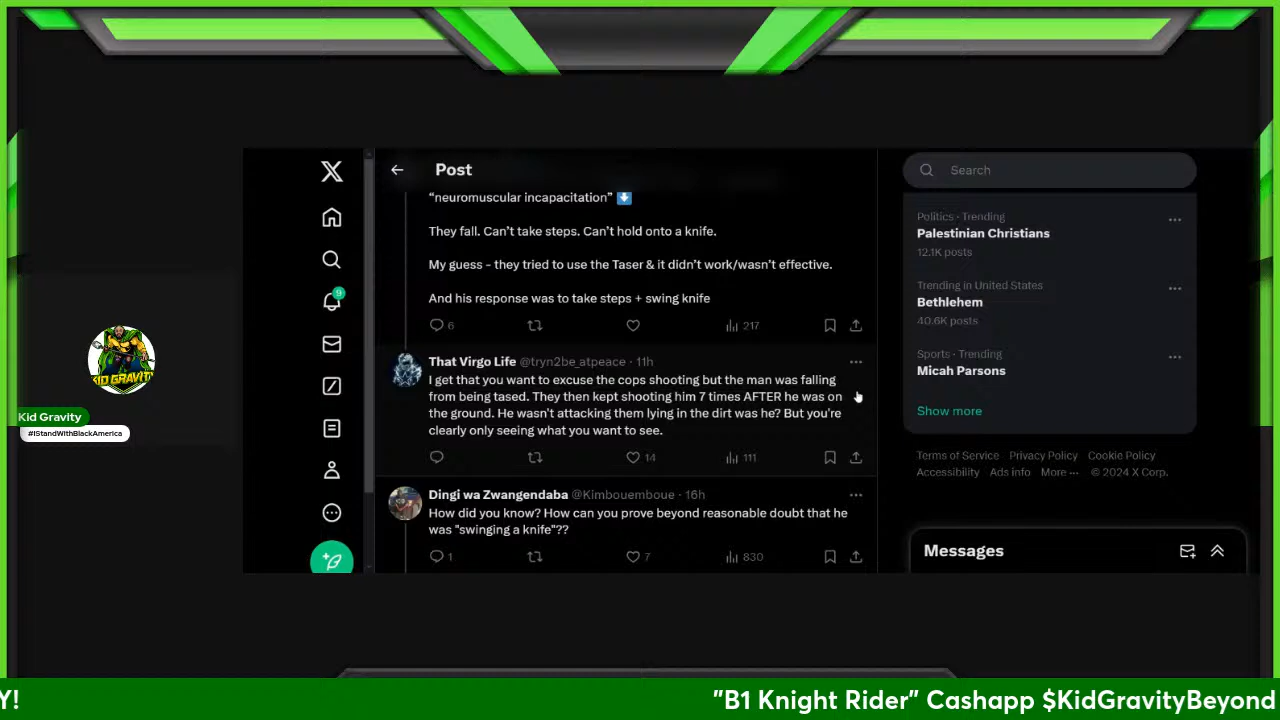 Post
Search
"neuromuscular incapacitation" ⬇
They fall. Can't take steps. Can't hold onto a knife.
My guess - they tried to use the Taser & it didn't work/wasn't effective.
And his response was to take steps + swing knife
6
217
That Virgo Life @tryn2be_atpeace · 11h
I get that you want to excuse the cops shooting but the man was falling
from being tased. They then kept shooting him 7 times AFTER he was on
the ground. He wasn't attacking them lying in the dirt was he? But you're
clearly only seeing what you want to see.
14
111
Dingi wa Zwangendaba @Kimbouemboue · 16h
How did you know? How can you prove beyond reasonable doubt that he
was "swinging a knife"??
1
7
830
Politics · Trending
Palestinian Christians
12.1K posts
Trending in United States
Bethlehem
40.6K posts
Sports · Trending
Micah Parsons
Show more
Terms of Service Privacy Policy Cookie Policy
Accessibility Ads info More ··· © 2024 X Corp.
Messages
9
KID GRAVITY
Kid Gravity
#IStandWithBlackAmerica
Y!
"B1 Knight Rider" Cashapp $KidGravityBeyond